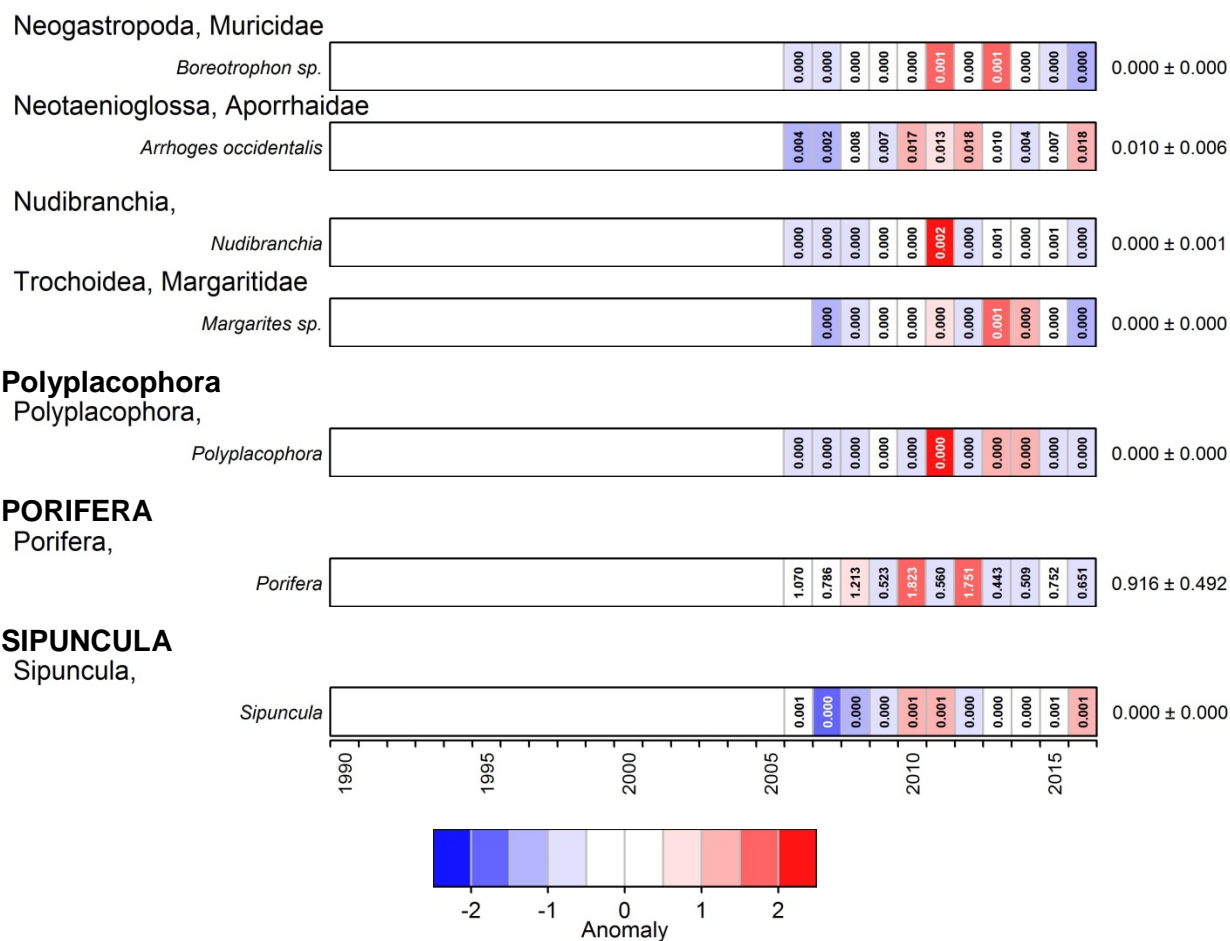 Neogastropoda, Muricidae
Boreotrophon sp. 0.000 0.000 0.000 0.000 0.000 0.001 0.000 0.001 0.000 0.000 0.000 0.000 ± 0.000
Neotaenioglossa, Aporrhaidae
Arrhoges occidentalis 0.004 0.002 0.008 0.007 0.017 0.013 0.018 0.010 0.004 0.007 0.018 0.010 ± 0.006
Nudibranchia,
Nudibranchia 0.000 0.000 0.000 0.000 0.000 0.002 0.000 0.001 0.000 0.001 0.000 0.000 ± 0.001
Trochoidea, Margaritidae
Margarites sp. 0.000 0.000 0.000 0.000 0.000 0.000 0.001 0.000 0.000 0.000 0.000 ± 0.000
Polyplacophora
Polyplacophora,
Polyplacophora 0.000 0.000 0.000 0.000 0.000 0.000 0.000 0.000 0.000 0.000 0.000 0.000 ± 0.000
PORIFERA
Porifera,
Porifera 1.070 0.786 1.213 0.523 1.823 0.560 1.751 0.443 0.509 0.752 0.651 0.916 ± 0.492
SIPUNCULA
Sipuncula,
Sipuncula 0.001 0.000 0.000 0.000 0.001 0.001 0.000 0.000 0.000 0.001 0.001 0.000 ± 0.000
1990 1995 2000 2005 2010 2015
-2 -1 0 1 2
Anomaly